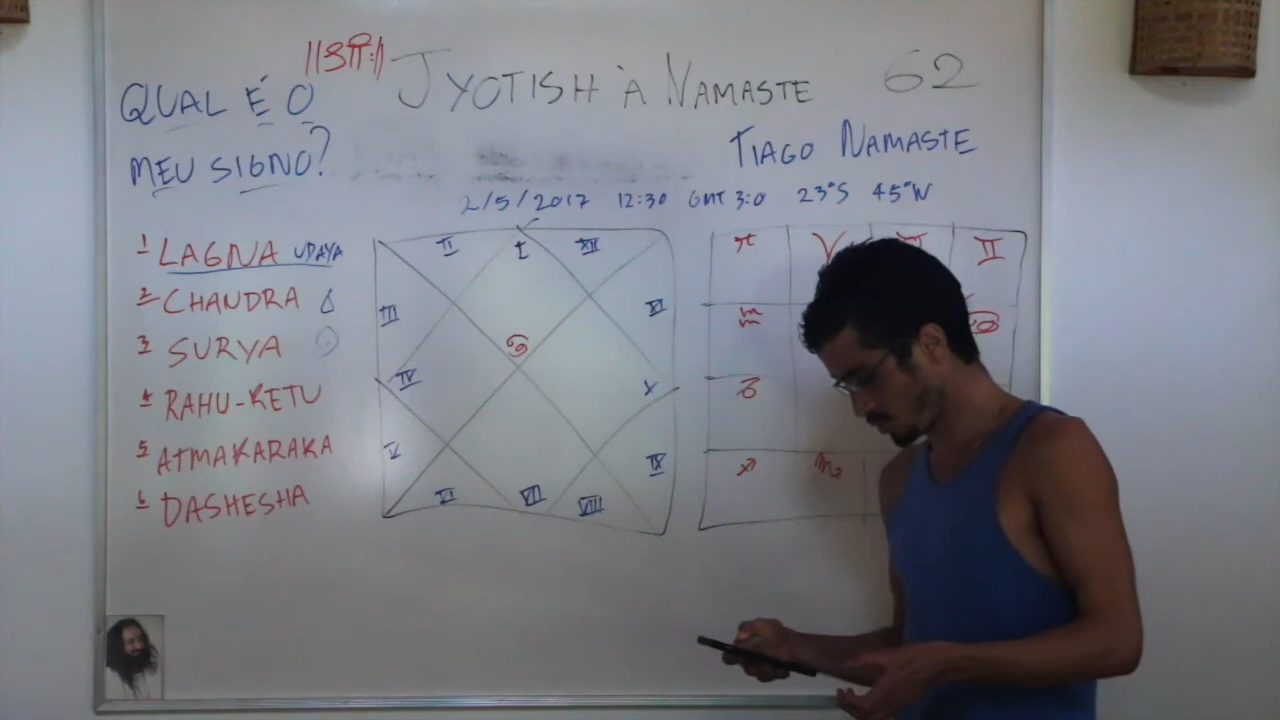 JYOTISH À NAMASTE 62
QUAL É O
MEU SIGNO?
TIAGO NAMASTE
2/5/2017 12:30 GMT 3:0 23°S 45°W
1 LAGNA UDAYA
2 CHANDRA
3 SURYA
4 RAHU-KETU
5 ATMAKARAKA
6 DASHESHA
II I XII
III XI
♋
IV X
V IX
VI VII VIII
♈ II